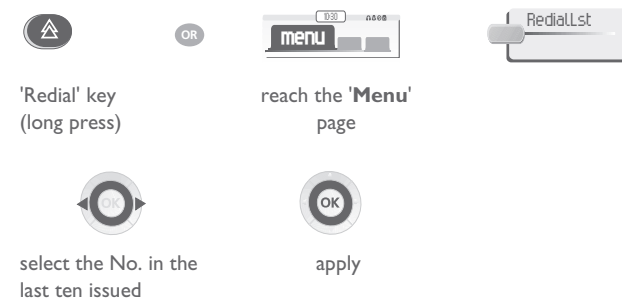 OR
10:30
menu
RedialLst
'Redial' key
(long press)
reach the 'Menu'
page
OK
OK
select the No. in the
last ten issued
apply